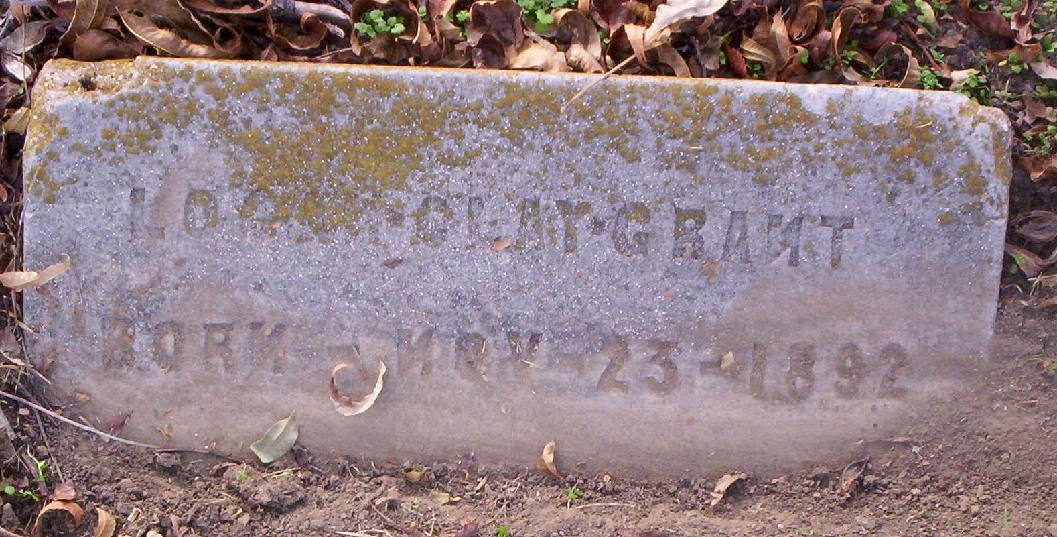 CLAY·GRANT
BORN - NOV - 23 - 1892